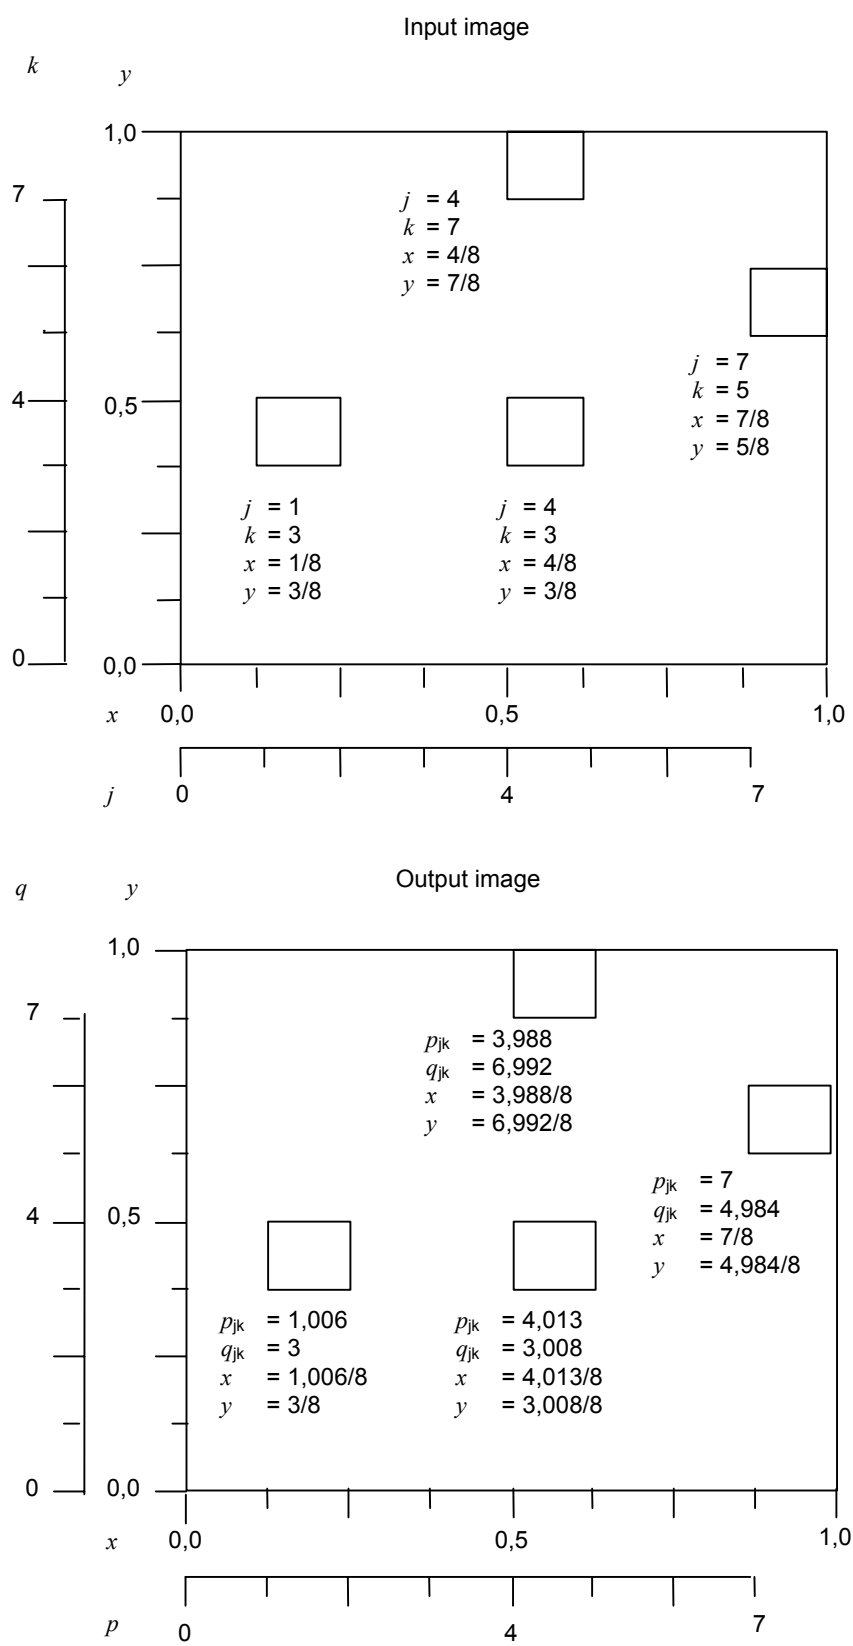 Input image
k
y
1,0
7
j = 4
k = 7
x = 4/8
y = 7/8
j = 7
k = 5
x = 7/8
y = 5/8
4
0,5
j = 1
k = 3
x = 1/8
y = 3/8
j = 4
k = 3
x = 4/8
y = 3/8
0
0,0
x 0,0 0,5 1,0
j 0 4 7
Output image
q
y
1,0
7
pjk = 3,988
qjk = 6,992
x = 3,988/8
y = 6,992/8
pjk = 7
qjk = 4,984
x = 7/8
y = 4,984/8
4
0,5
pjk = 1,006
qjk = 3
x = 1,006/8
y = 3/8
pjk = 4,013
qjk = 3,008
x = 4,013/8
y = 3,008/8
0
0,0
x 0,0 0,5 1,0
p 0 4 7